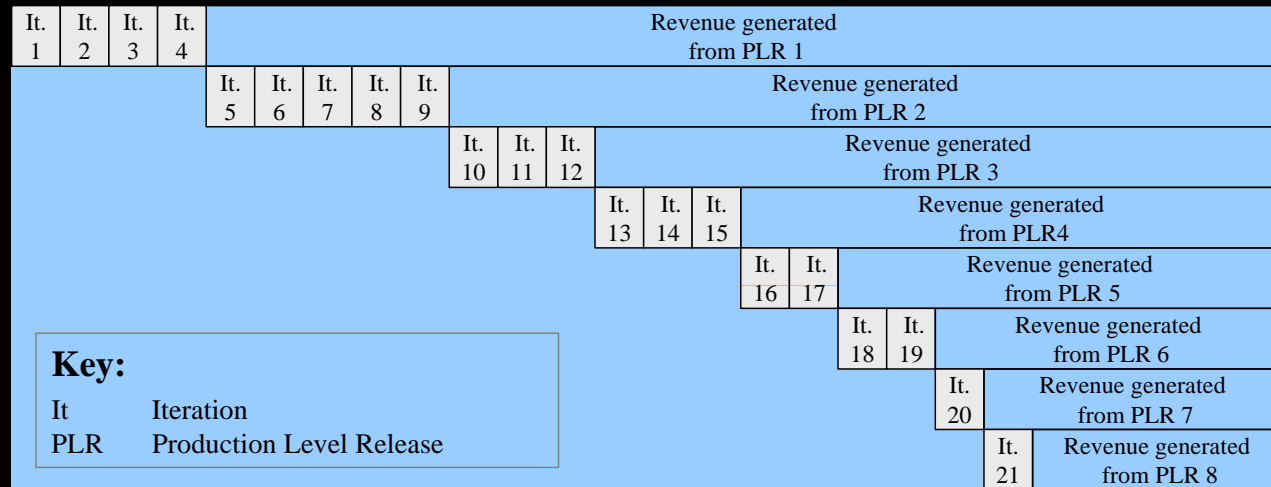 It. It. It. It. Revenue generated
1 2 3 4 from PLR 1
It. It. It. It. It. Revenue generated
5 6 7 8 9 from PLR 2
It. It. It. Revenue generated
10 11 12 from PLR 3
It. It. It. Revenue generated
13 14 15 from PLR4
It. It. Revenue generated
16 17 from PLR 5
It. It. Revenue generated
18 19 from PLR 6
It. Revenue generated
20 from PLR 7
It. Revenue generated
21 from PLR 8
Key:
It Iteration
PLR Production Level Release